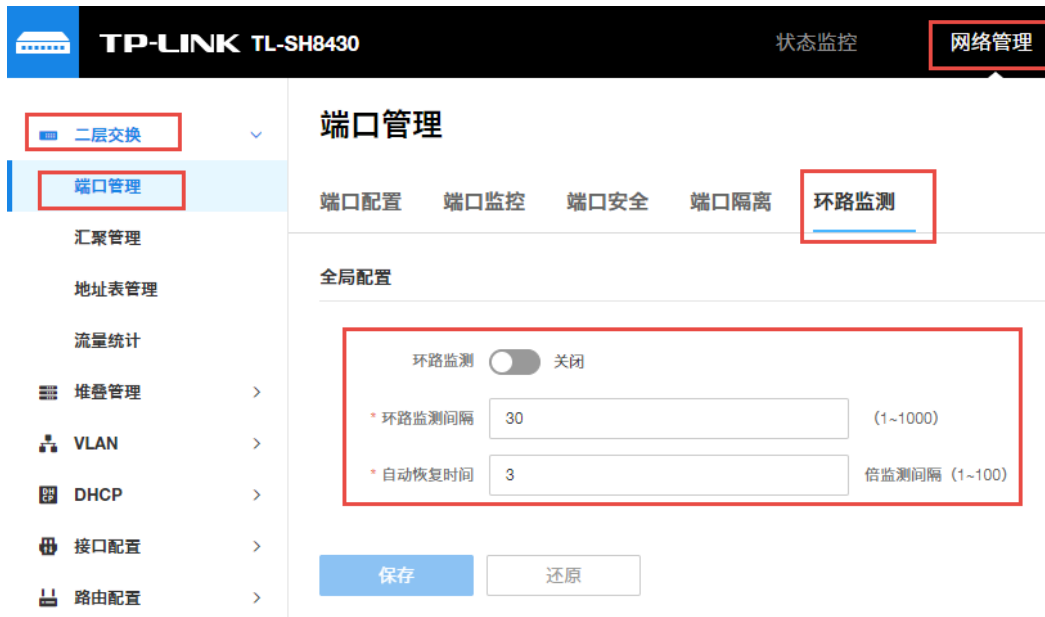 TP-LINK TL-SH8430
状态监控
网络管理
二层交换
端口管理
汇聚管理
地址表管理
流量统计
堆叠管理
VLAN
DHCP
接口配置
路由配置
端口管理
端口配置 端口监控 端口安全 端口隔离 环路监测
全局配置
环路监测 关闭
* 环路监测间隔 30 （1~1000）
* 自动恢复时间 3 倍监测间隔（1~100）
保存 还原